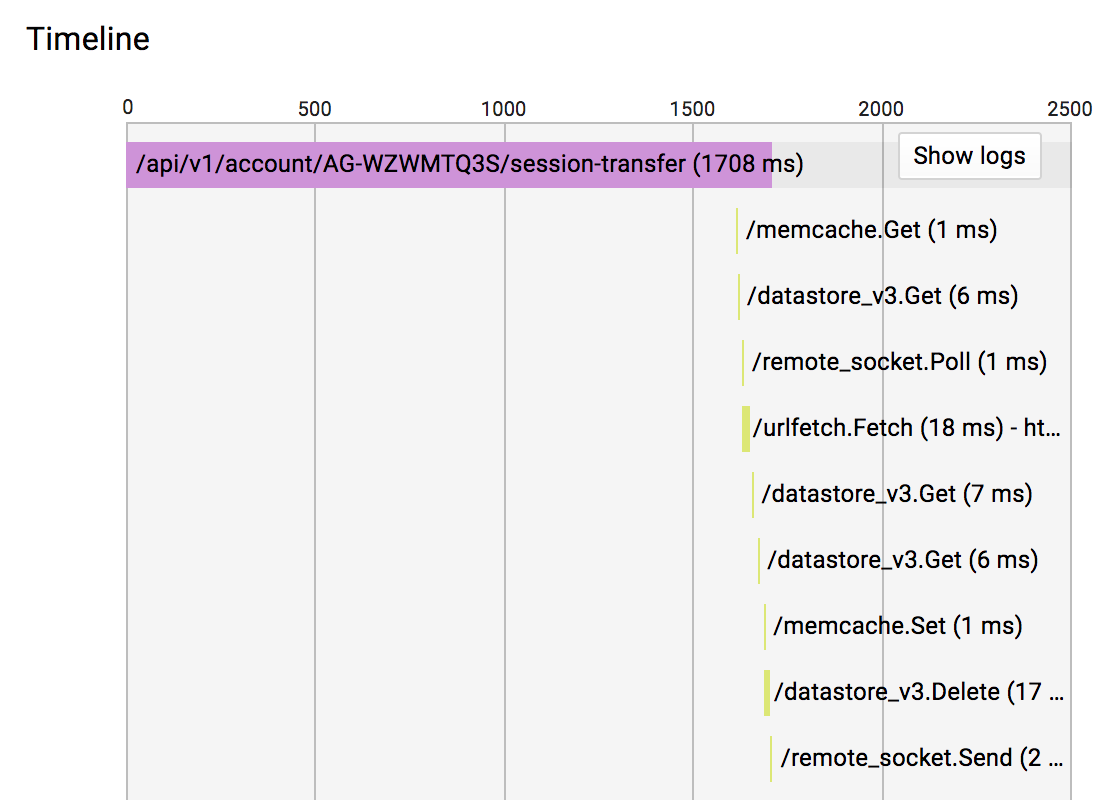 Timeline
0 500 1000 1500 2000 2500
/api/v1/account/AG-WZWMTQ3S/session-transfer (1708 ms)
Show logs
/memcache.Get (1 ms)
/datastore_v3.Get (6 ms)
/remote_socket.Poll (1 ms)
/urlfetch.Fetch (18 ms) - ht...
/datastore_v3.Get (7 ms)
/datastore_v3.Get (6 ms)
/memcache.Set (1 ms)
/datastore_v3.Delete (17 ...
/remote_socket.Send (2 ...